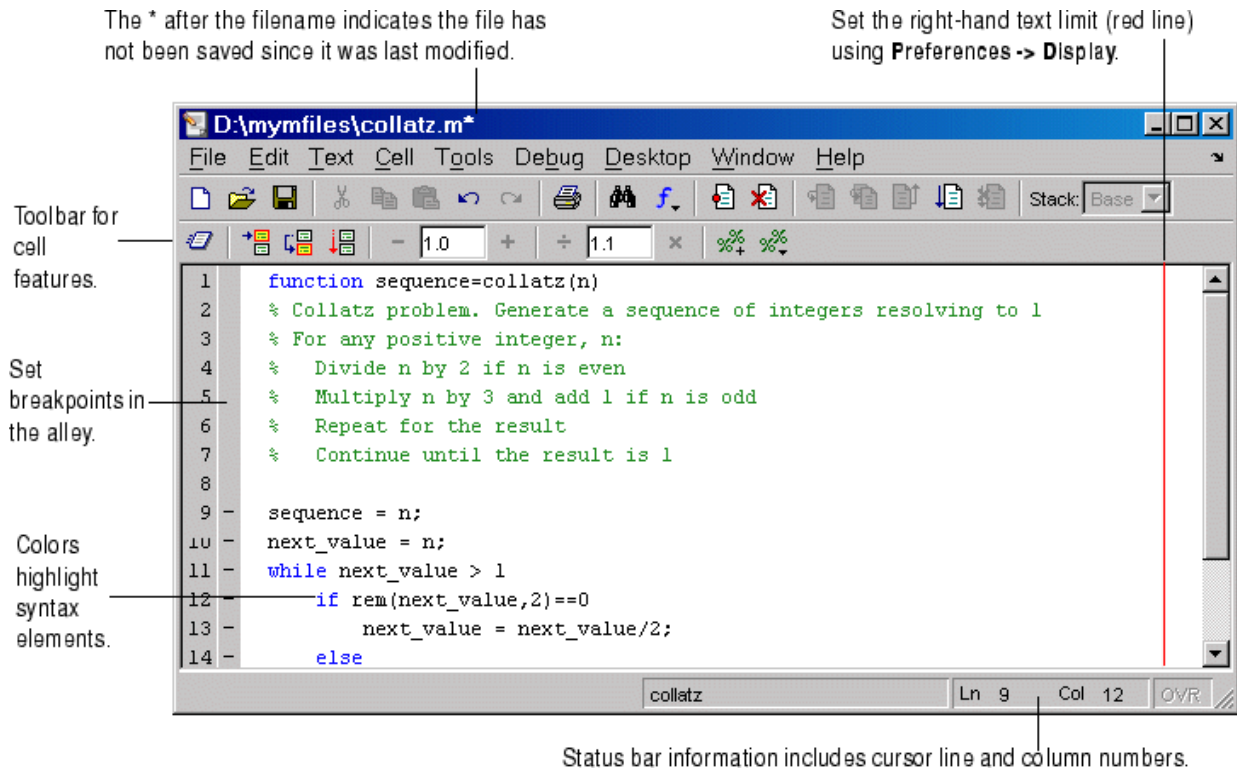 The * after the filename indicates the file has
not been saved since it was last modified.
Set the right-hand text limit (red line)
using Preferences -> Display.
D:\mymfiles\collatz.m*
File Edit Text Cell Tools Debug Desktop Window Help
Stack: Base
Toolbar for
cell
features.
1.0
1.1
1 function sequence=collatz(n)
2 % Collatz problem. Generate a sequence of integers resolving to 1
3 % For any positive integer, n:
4 %   Divide n by 2 if n is even
5 %   Multiply n by 3 and add 1 if n is odd
6 %   Repeat for the result
7 %   Continue until the result is 1
8
9 - sequence = n;
10 - next_value = n;
11 - while next_value > 1
12 -     if rem(next_value,2)==0
13 -         next_value = next_value/2;
14 -     else
Set
breakpoints in
the alley.
Colors
highlight
syntax
elements.
collatz
Ln 9 Col 12 OVR
Status bar information includes cursor line and column numbers.